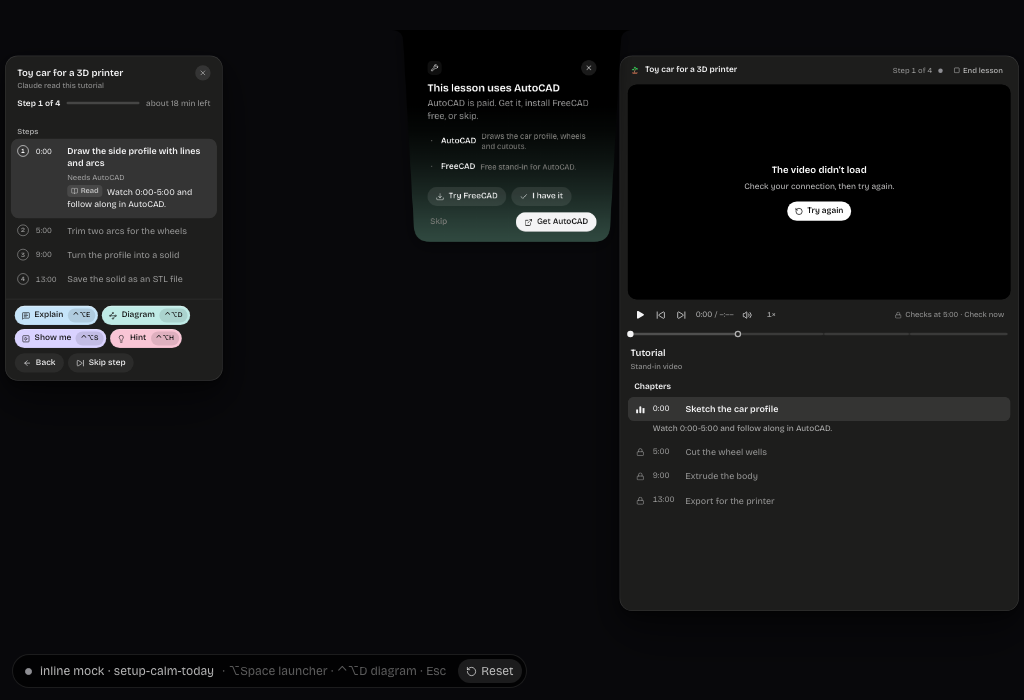 Toy car for a 3D printer
Claude read this tutorial
Step 1 of 4 about 18 min left
Steps
1 0:00 Draw the side profile with lines
and arcs
Needs AutoCAD
Read Watch 0:00-5:00 and
follow along in AutoCAD.
2 5:00 Trim two arcs for the wheels
3 9:00 Turn the profile into a solid
4 13:00 Save the solid as an STL file
Explain ⌃⌥E Diagram ⌃⌥D
Show me ⌃⌥S Hint ⌃⌥H
Back Skip step
This lesson uses AutoCAD
AutoCAD is paid. Get it, install FreeCAD
free, or skip.
· AutoCAD Draws the car profile, wheels
and cutouts.
· FreeCAD Free stand-in for AutoCAD.
Try FreeCAD I have it
Skip Get AutoCAD
Toy car for a 3D printer Step 1 of 4 End lesson
The video didn't load
Check your connection, then try again.
Try again
0:00 / –:–– 1× Checks at 5:00 · Check now
Tutorial
Stand-in video
Chapters
0:00 Sketch the car profile
Watch 0:00-5:00 and follow along in AutoCAD.
5:00 Cut the wheel wells
9:00 Extrude the body
13:00 Export for the printer
inline mock · setup-calm-today · ⌥Space launcher · ⌃⌥D diagram · Esc Reset